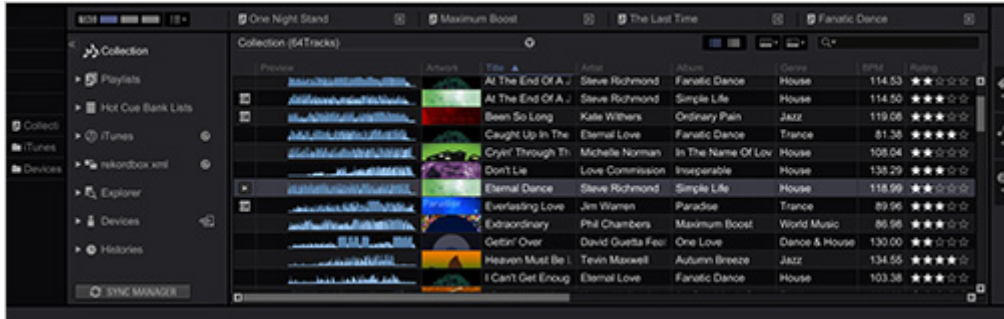 One Night Stand Maximum Boost The Last Time Fanatic Dance
Collection Collection (64Tracks)
Preview Artwork Title Artist Album Genre BPM Rating
Playlists At The End Of A J Steve Richmond Fanatic Dance House 114.53
Hot Cue Bank Lists At The End Of A J Steve Richmond Simple Life House 114.50
Been So Long Kate Withers Ordinary Pain Jazz 119.08
Collecti iTunes Caught Up In The Eternal Love Fanatic Dance Trance 81.38
iTunes Cryin' Through Th Michelle Norman In The Name Of Lov House 108.04
Devices rekordbox xml Don't Lie Love Commission Inseparable House 138.29
Explorer Eternal Dance Steve Richmond Simple Life House 118.99
Paradise Everlasting Love Jim Warren Paradise Trance 89.96
Devices Extraordinary Phil Chambers Maximum Boost World Music 86.98
Histories Gettin' Over David Guetta Feat One Love Dance & House 130.00
Heaven Must Be L Tevin Maxwell Autumn Breeze Jazz 134.55
I Can't Get Enoug Eternal Love Fanatic Dance House 103.38
SYNC MANAGER